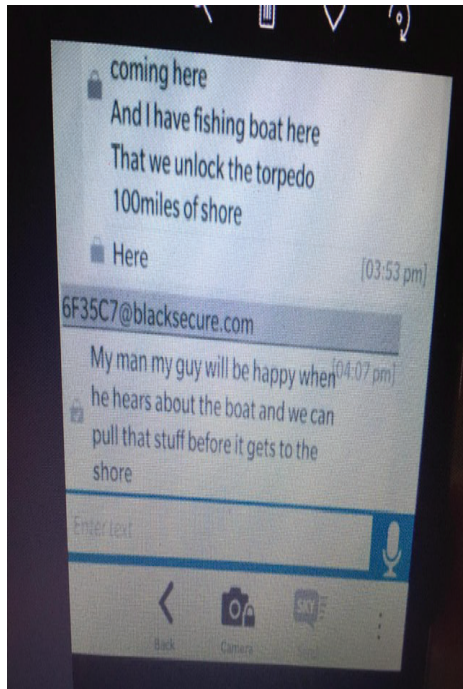 coming here
And I have fishing boat here
That we unlock the torpedo
100miles of shore
Here
[03:53 pm]
6F35C7@blacksecure.com
My man my guy will be happy when [04:07 pm]
he hears about the boat and we can
pull that stuff before it gets to the
shore
Enter text
SKY
Back Camera Send